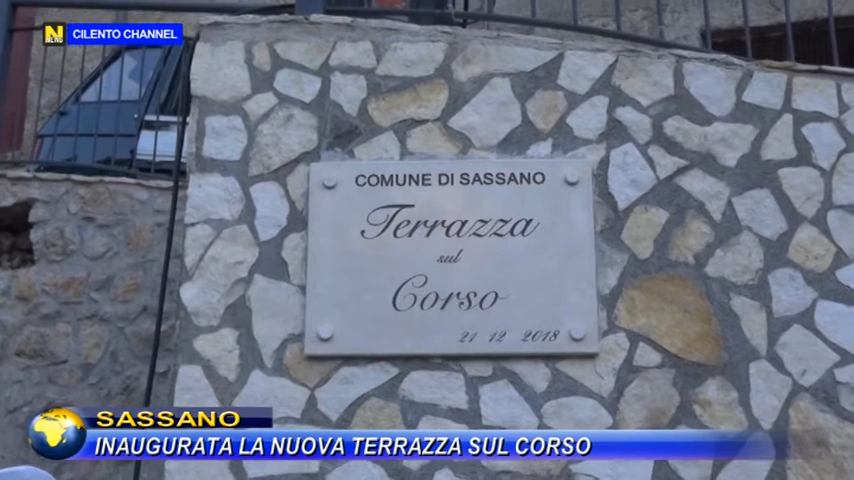 CILENTO CHANNEL
COMUNE DI SASSANO
Terrazza
sul
Corso
21 12 2018
SASSANO
INAUGURATA LA NUOVA TERRAZZA SUL CORSO